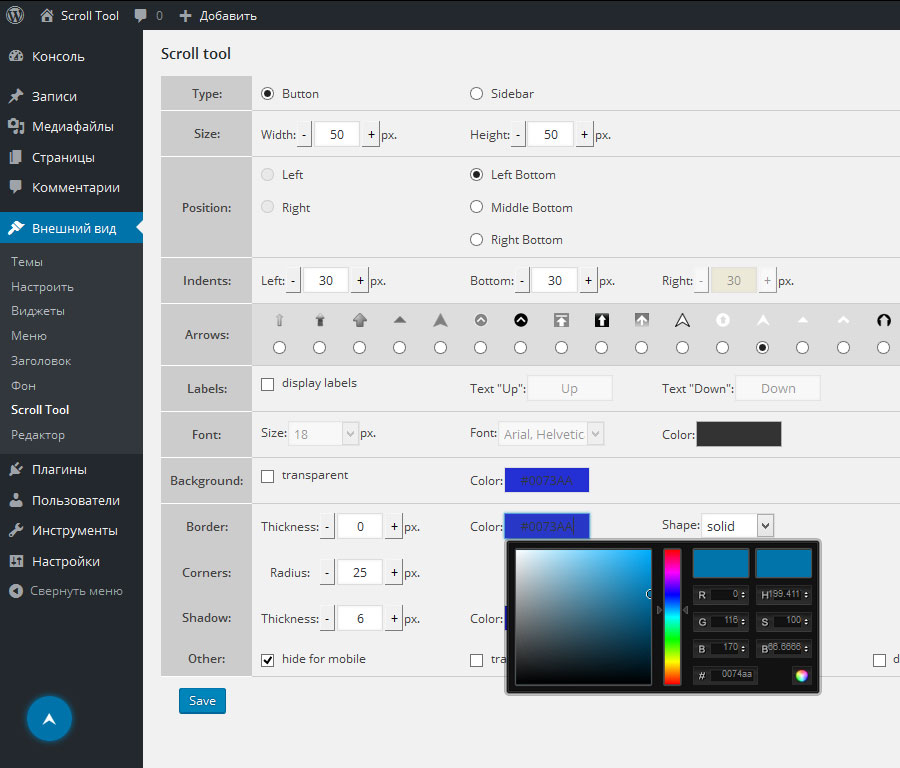 Scroll Tool 0 + Добавить
Консоль
Записи
Медиафайлы
Страницы
Комментарии
Внешний вид
Темы
Настроить
Виджеты
Меню
Заголовок
Фон
Scroll Tool
Редактор
Плагины
Пользователи
Инструменты
Настройки
Свернуть меню
Scroll tool
Type: Button Sidebar
Size: Width: - 50 + px. Height: - 50 + px.
Position: Left Left Bottom
Right Middle Bottom
Right Bottom
Indents: Left: - 30 + px. Bottom: - 30 + px. Right: - 30 + px.
Arrows:
Labels: display labels Text "Up": Up Text "Down": Down
Font: Size: 18 px. Font: Arial, Helvetic Color:
Background: transparent Color: #0073AA
Border: Thickness: - 0 + px. Color: #0073AA Shape: solid
Corners: Radius: - 25 + px.
Shadow: Thickness: - 6 + px. Color:
Other: hide for mobile tra d
R 0 H 199.411
G 116 S 100
B 170 B 66.6666
# 0074aa
Save